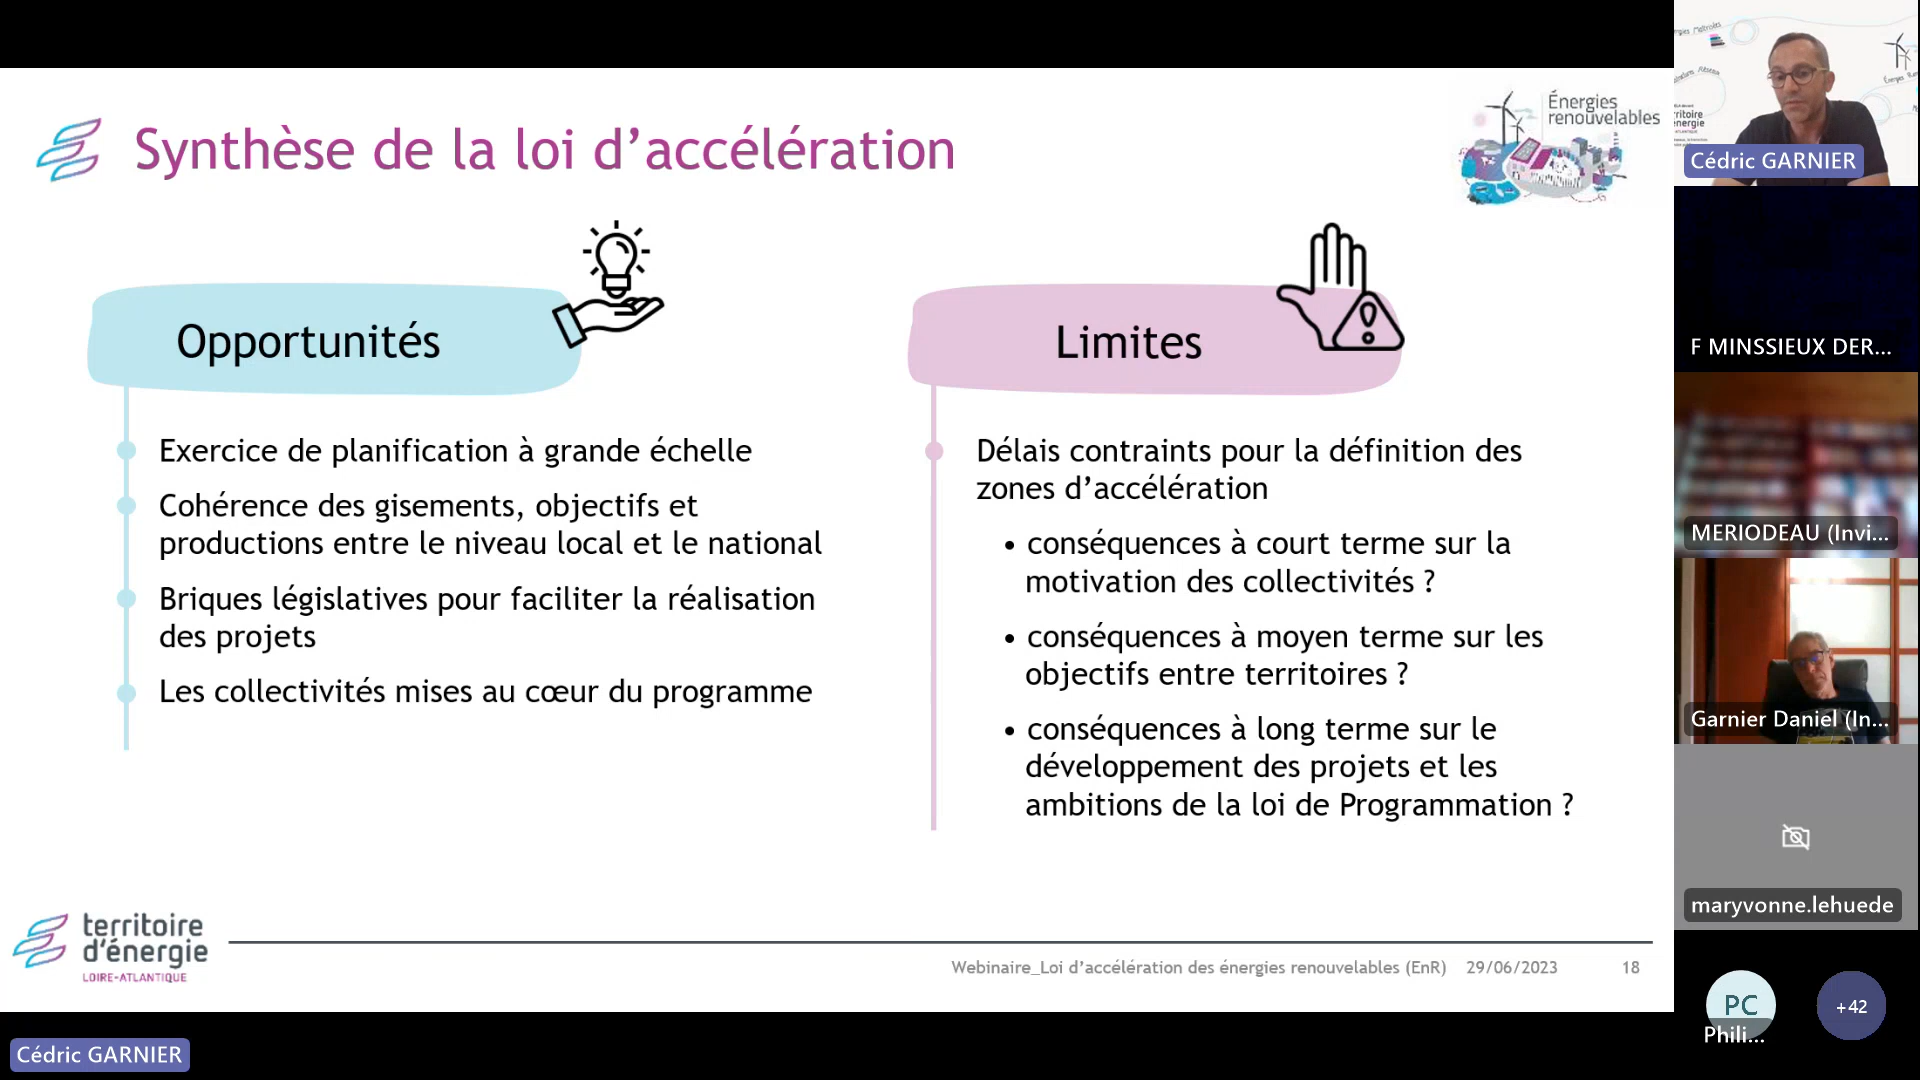 Synthèse de la loi d’accélération
Énergies
renouvelables
Opportunités
Exercice de planification à grande échelle
Cohérence des gisements, objectifs et
productions entre le niveau local et le national
Briques législatives pour faciliter la réalisation
des projets
Les collectivités mises au cœur du programme
Limites
Délais contraints pour la définition des
zones d’accélération
• conséquences à court terme sur la
motivation des collectivités ?
• conséquences à moyen terme sur les
objectifs entre territoires ?
• conséquences à long terme sur le
développement des projets et les
ambitions de la loi de Programmation ?
territoire
d’énergie
LOIRE-ATLANTIQUE
Webinaire_Loi d’accélération des énergies renouvelables (EnR) 29/06/2023 18
Cédric GARNIER
Cédric GARNIER
F MINSSIEUX DER...
MERIODEAU (Invi...
Garnier Daniel (In...
maryvonne.lehuede
PC
Phili...
+42